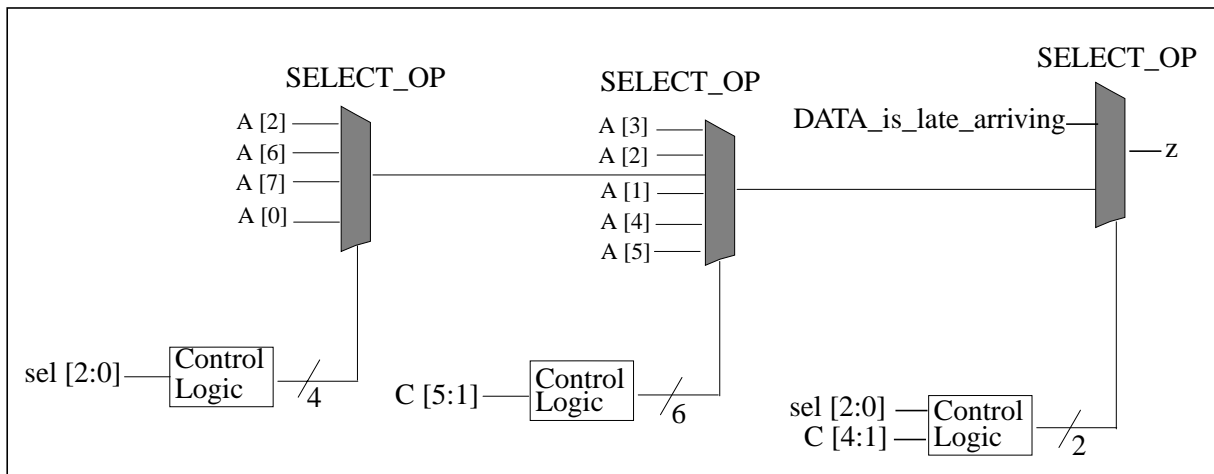 SELECT_OP
A [2]
A [6]
A [7]
A [0]
sel [2:0]
Control
Logic
4
SELECT_OP
A [3]
A [2]
A [1]
A [4]
A [5]
C [5:1]
Control
Logic
6
SELECT_OP
DATA_is_late_arriving
z
sel [2:0]
C [4:1]
Control
Logic
2